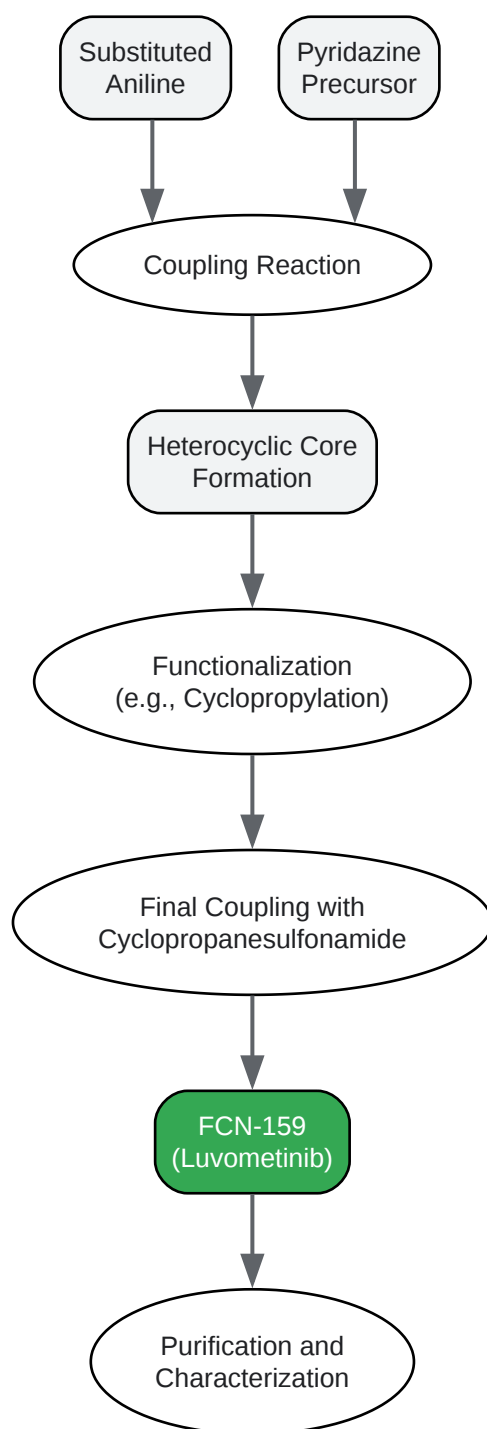 Substituted
Aniline
Pyridazine
Precursor
Coupling Reaction
Heterocyclic Core
Formation
Functionalization
(e.g., Cyclopropylation)
Final Coupling with
Cyclopropanesulfonamide
FCN-159
(Luvometinib)
Purification and
Characterization